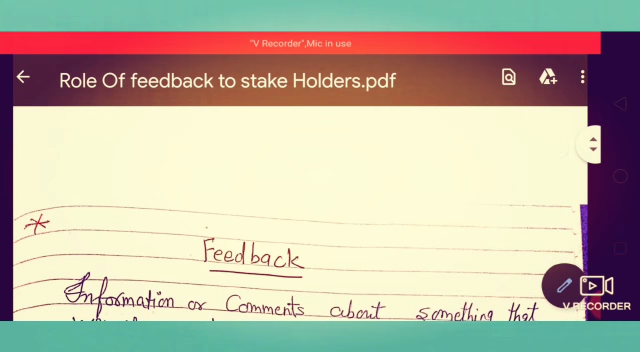 "V Recorder",Mic in use
Role Of feedback to stake Holders.pdf
Feedback
Information or Comments about something that
V RECORDER